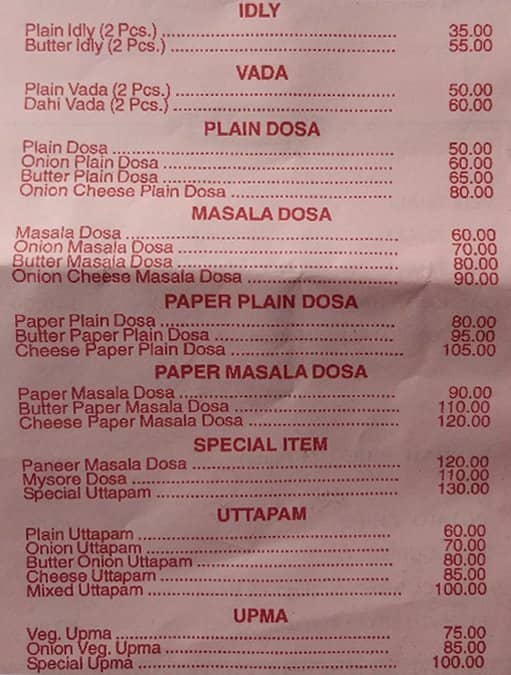 IDLY
Plain Idly (2 Pcs.) ........ 35.00
Butter Idly (2 Pcs.) ........ 55.00
VADA
Plain Vada (2 Pcs.) ........ 50.00
Dahi Vada (2 Pcs.) ........ 60.00
PLAIN DOSA
Plain Dosa ........ 50.00
Onion Plain Dosa ........ 60.00
Butter Plain Dosa ........ 65.00
Onion Cheese Plain Dosa ........ 80.00
MASALA DOSA
Masala Dosa ........ 60.00
Onion Masala Dosa ........ 70.00
Butter Masala Dosa ........ 80.00
Onion Cheese Masala Dosa ........ 90.00
PAPER PLAIN DOSA
Paper Plain Dosa ........ 80.00
Butter Paper Plain Dosa ........ 95.00
Cheese Paper Plain Dosa ........ 105.00
PAPER MASALA DOSA
Paper Masala Dosa ........ 90.00
Butter Paper Masala Dosa ........ 110.00
Cheese Paper Masala Dosa ........ 120.00
SPECIAL ITEM
Paneer Masala Dosa ........ 120.00
Mysore Dosa ........ 110.00
Special Uttapam ........ 130.00
UTTAPAM
Plain Uttapam ........ 60.00
Onion Uttapam ........ 70.00
Butter Onion Uttapam ........ 80.00
Cheese Uttapam ........ 85.00
Mixed Uttapam ........ 100.00
UPMA
Veg. Upma ........ 75.00
Onion Veg. Upma ........ 85.00
Special Upma ........ 100.00